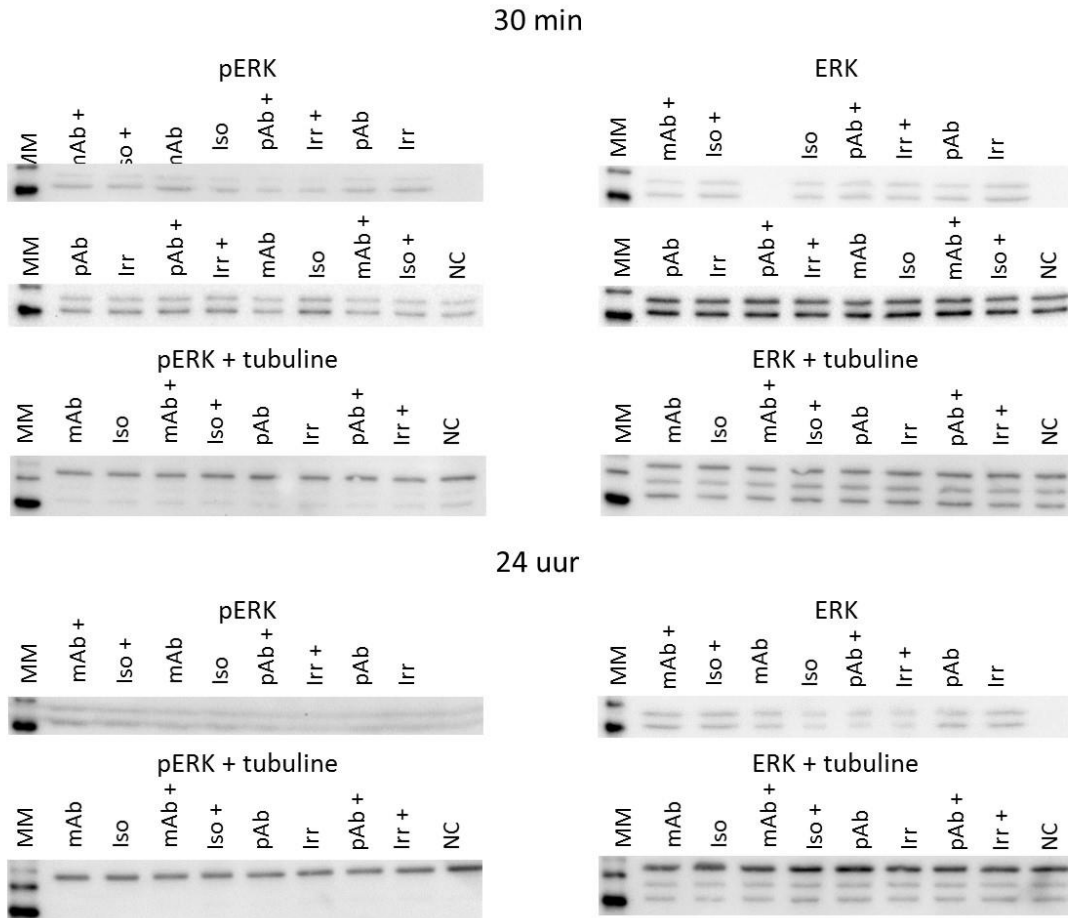 30 min
pERK
MM mAb + Iso + mAb Iso pAb + Irr + pAb Irr
MM pAb Irr pAb + Irr + mAb Iso mAb + Iso + NC
pERK + tubuline
MM mAb Iso mAb + Iso + pAb Irr pAb + Irr + NC
ERK
MM mAb + Iso + Iso pAb + Irr + pAb Irr
MM pAb Irr pAb + Irr + mAb Iso mAb + Iso + NC
ERK + tubuline
MM mAb Iso mAb + Iso + pAb Irr pAb + Irr + NC
24 uur
pERK
MM mAb + Iso + mAb Iso pAb + Irr + pAb Irr
pERK + tubuline
MM mAb Iso mAb + Iso + pAb Irr pAb + Irr + NC
ERK
MM mAb + Iso + mAb Iso pAb + Irr + pAb Irr
ERK + tubuline
MM mAb Iso mAb + Iso + pAb Irr pAb + Irr + NC